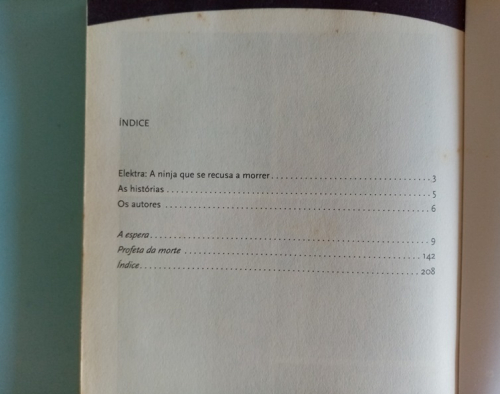 ÍNDICE
Elektra: A ninja que se recusa a morrer........................................3
As histórias........................................5
Os autores........................................6
A espera........................................9
Profeta da morte........................................142
Índice........................................208